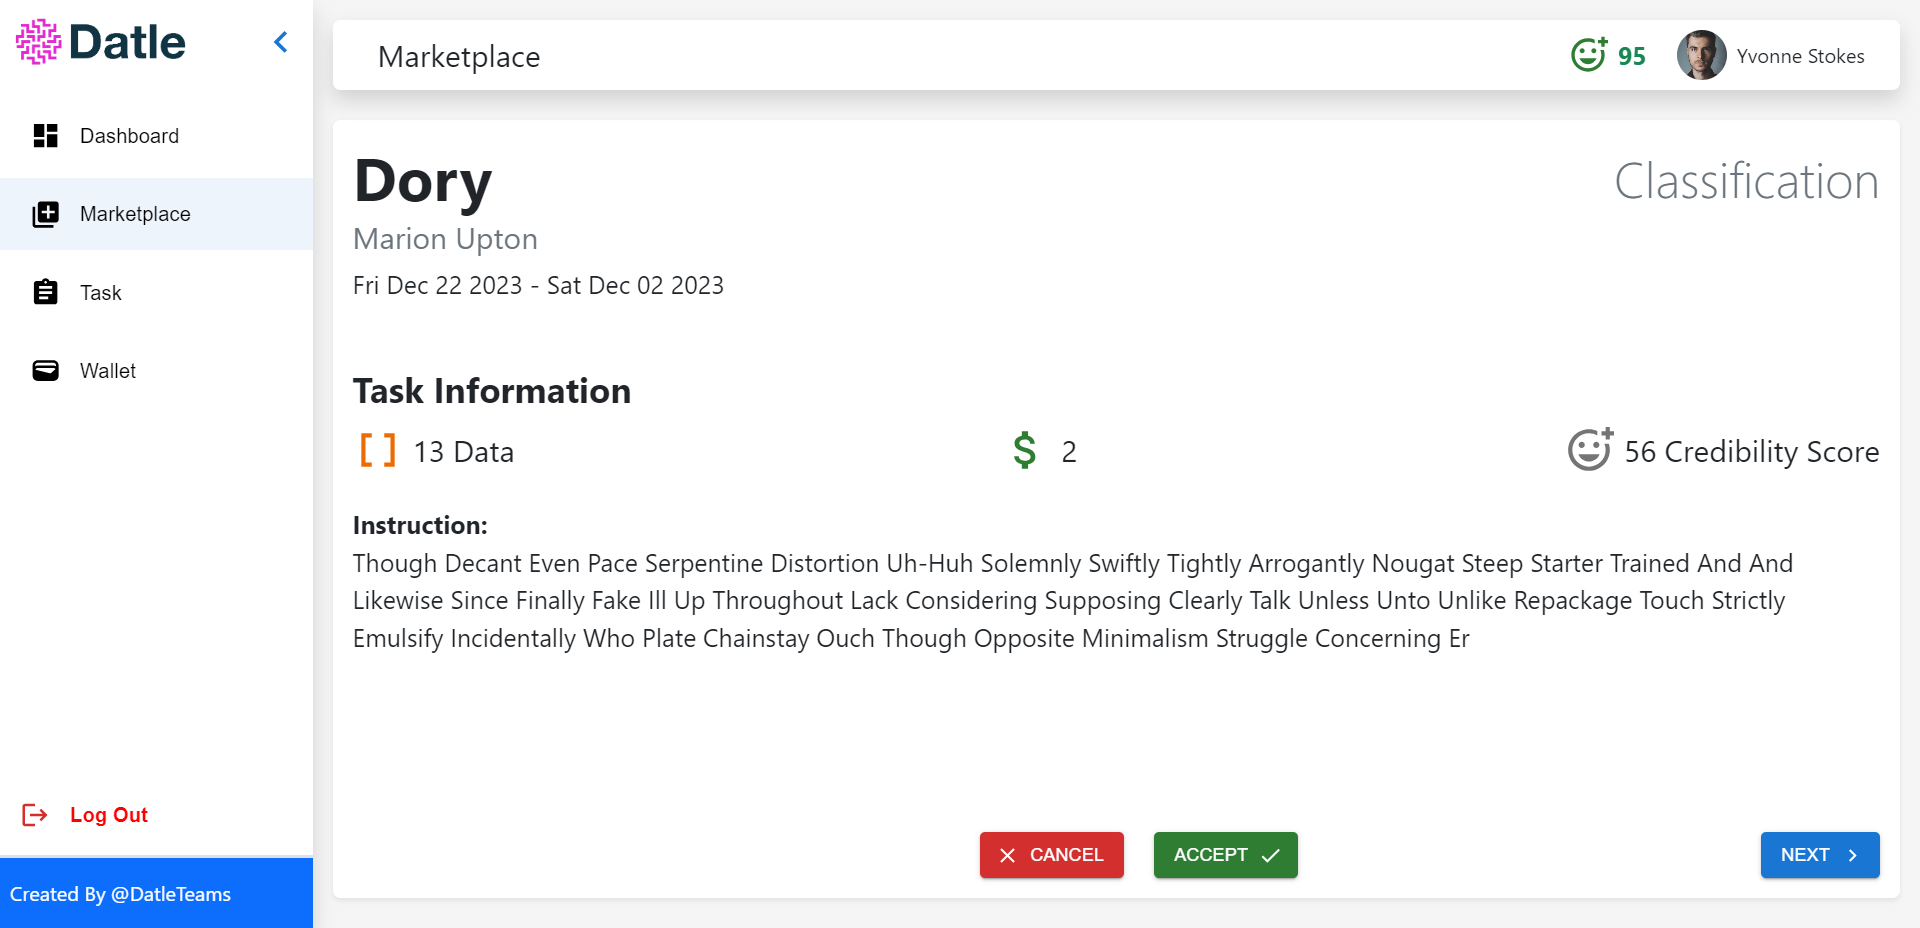 Datle
Dashboard
Marketplace
Task
Wallet
Log Out
Created By @DatleTeams
Marketplace
95
Yvonne Stokes
Dory
Classification
Marion Upton
Fri Dec 22 2023 - Sat Dec 02 2023
Task Information
[ ] 13 Data
$ 2
56 Credibility Score
Instruction:
Though Decant Even Pace Serpentine Distortion Uh-Huh Solemnly Swiftly Tightly Arrogantly Nougat Steep Starter Trained And And
Likewise Since Finally Fake Ill Up Throughout Lack Considering Supposing Clearly Talk Unless Unto Unlike Repackage Touch Strictly
Emulsify Incidentally Who Plate Chainstay Ouch Though Opposite Minimalism Struggle Concerning Er
CANCEL
ACCEPT
NEXT